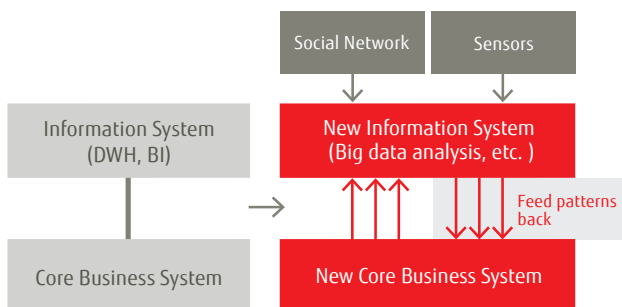 Social Network
Sensors
Information System
(DWH, BI)
New Information System
(Big data analysis, etc. )
Feed patterns
back
Core Business System
New Core Business System